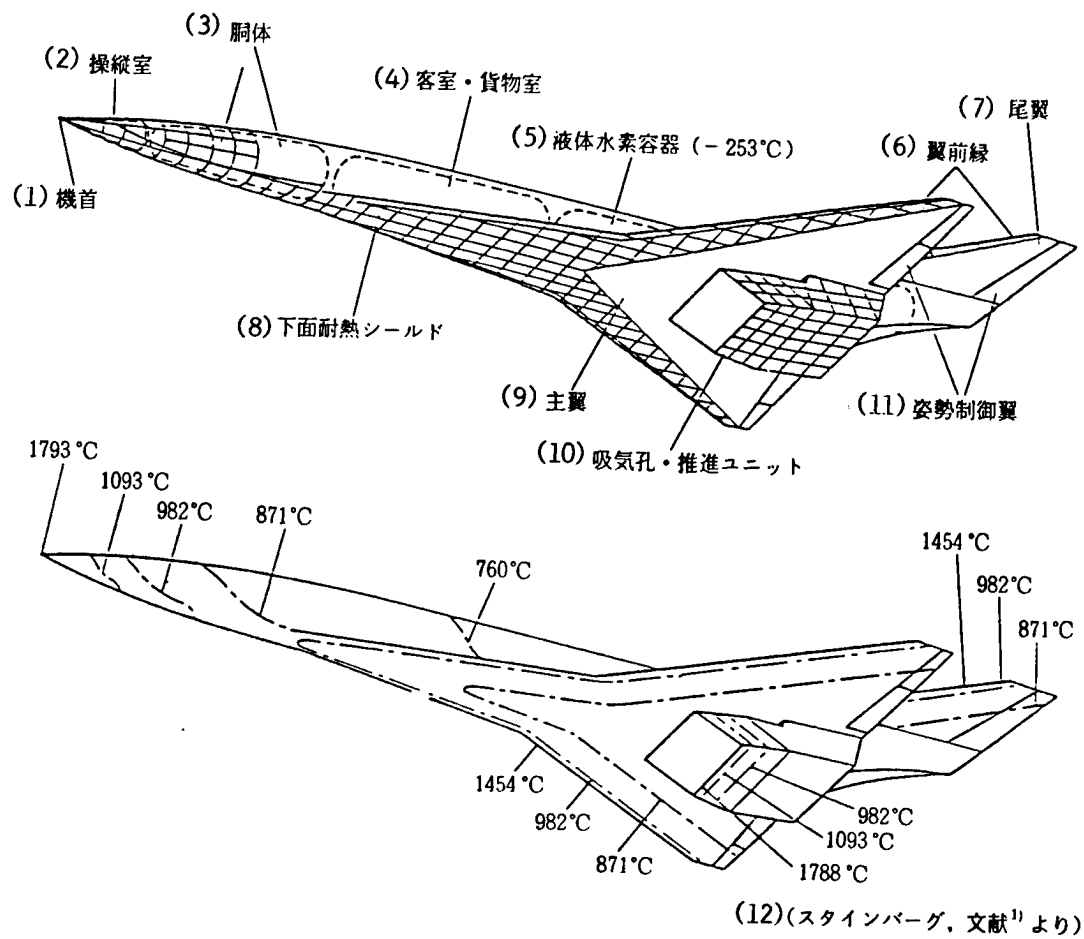 (3) 胴体
(2) 操縦室
(4) 客室・貨物室
(7) 尾翼
(5) 液体水素容器 (-253℃)
(6) 翼前縁
(1) 機首
(8) 下面耐熱シールド
(9) 主翼
(11) 姿勢制御翼
(10) 吸気孔・推進ユニット
1793℃
1093℃
982℃
871℃
760℃
1454℃
982℃
871℃
1454℃
982℃
871℃
982℃
1093℃
1788℃
(12) (スタインバーグ, 文献1) より)